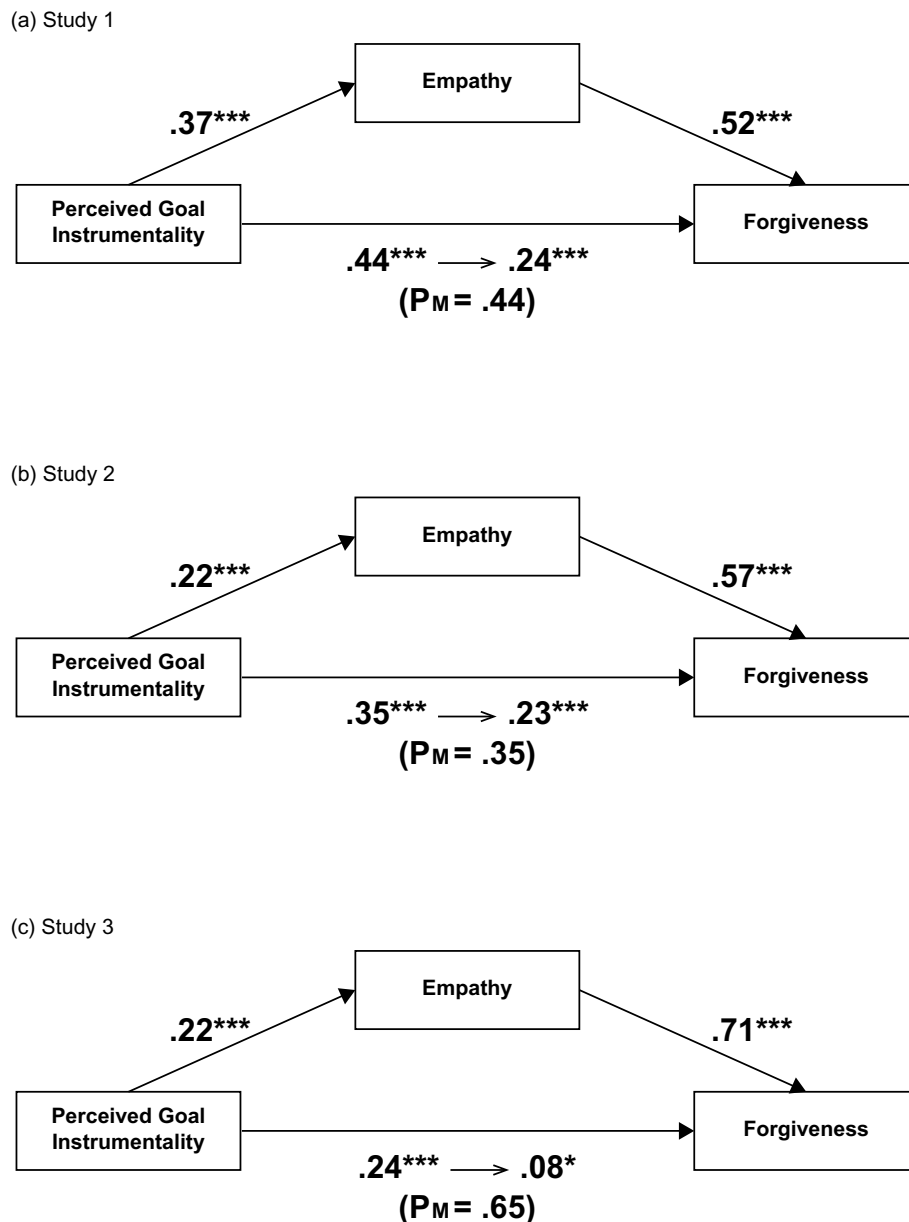 (a) Study 1
Empathy
.37***
.52***
Perceived Goal
Instrumentality
Forgiveness
.44*** → .24***
(PM = .44)
(b) Study 2
Empathy
.22***
.57***
Perceived Goal
Instrumentality
Forgiveness
.35*** → .23***
(PM = .35)
(c) Study 3
Empathy
.22***
.71***
Perceived Goal
Instrumentality
Forgiveness
.24*** → .08*
(PM = .65)